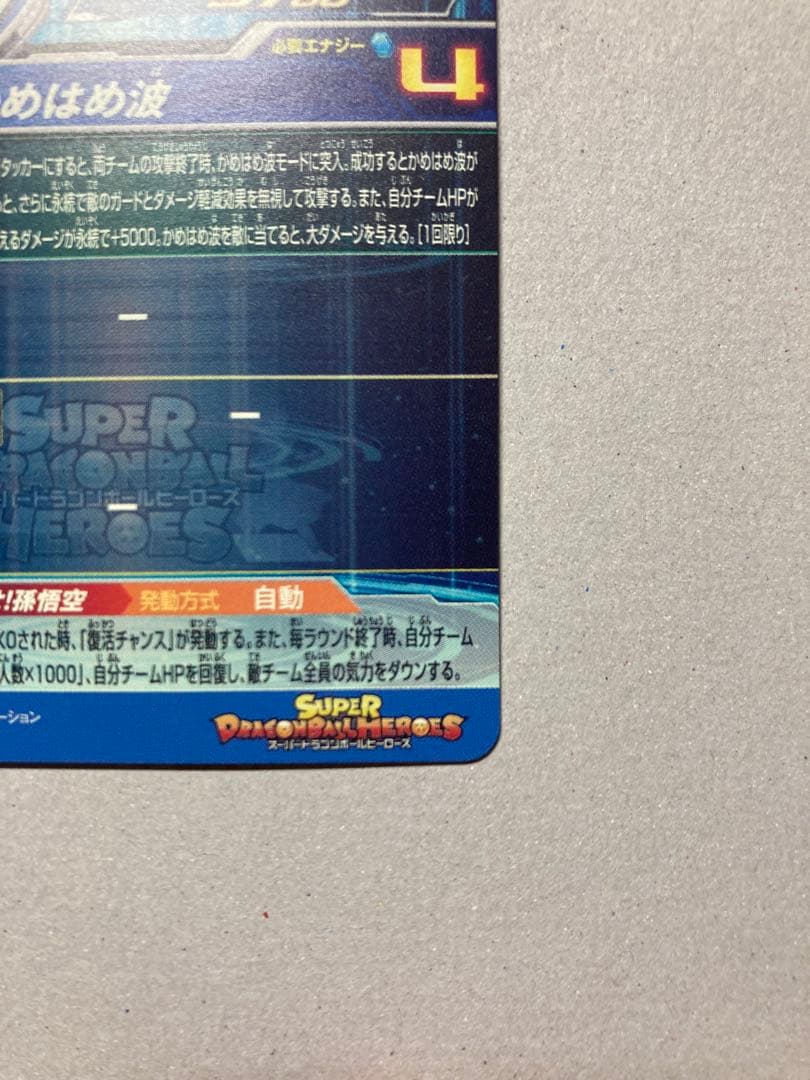 必要エナジー
4
めはめ波
タッカーにすると、両チームの攻撃終了時、かめはめ波モードに突入。成功するとかめはめ波が
と、さらに永続で敵のガードとダメージ軽減効果を無視して攻撃する。また、自分チームHPが
えるダメージが永続で+5000。かめはめ波を敵に当てると、大ダメージを与える。[1回限り]
ー
ー
ー
SUPER
DRAGONBALL
HEROES
スーパードラゴンボールヒーローズ
!孫悟空 発動方式 自動
KOされた時、「復活チャンス」が発動する。また、毎ラウンド終了時、自分チーム
人数×1000」、自分チームHPを回復し、敵チーム全員の気力をダウンする。
ーション
SUPER
DRAGONBALL HEROES
スーパードラゴンボールヒーローズ